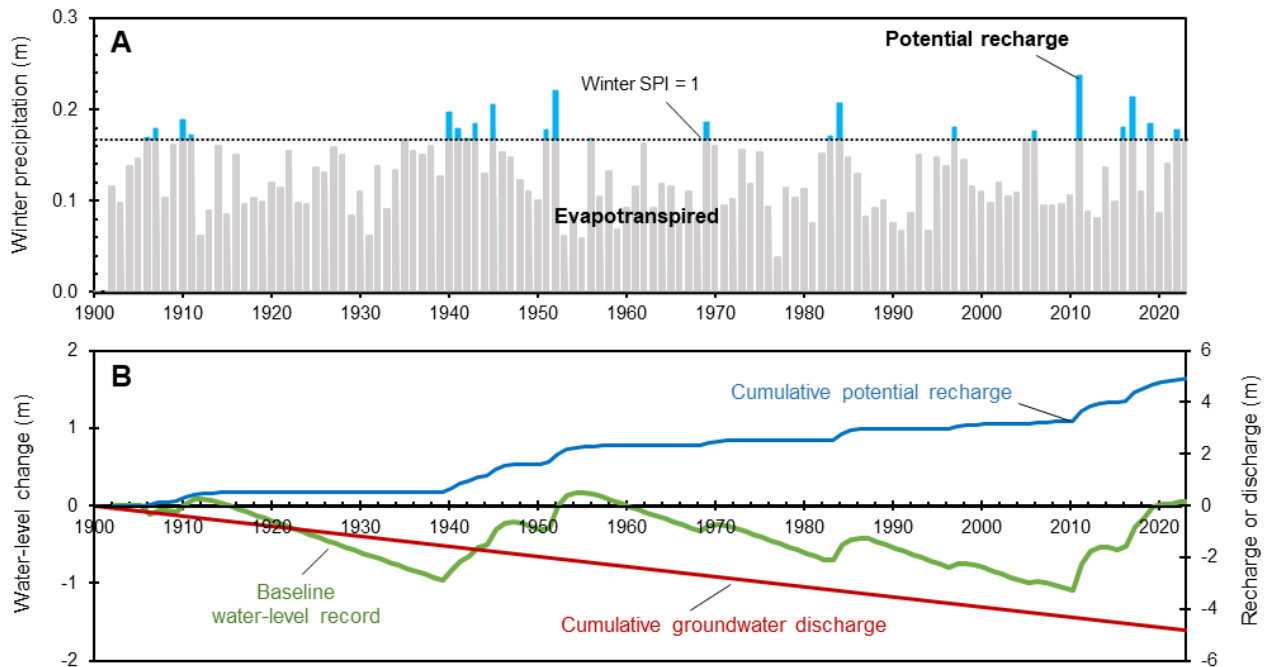 A
Potential recharge
Winter SPI = 1
Evapotranspired
Winter precipitation (m)
0.3
0.2
0.1
0.0
1900 1910 1920 1930 1940 1950 1960 1970 1980 1990 2000 2010 2020
B
Cumulative potential recharge
Baseline
water-level record
Cumulative groundwater discharge
Water-level change (m)
2
1
0
-1
-2
1900 1910 1920 1930 1940 1950 1960 1970 1980 1990 2000 2010 2020
6
4
2
0
-2
-4
-6
Recharge or discharge (m)